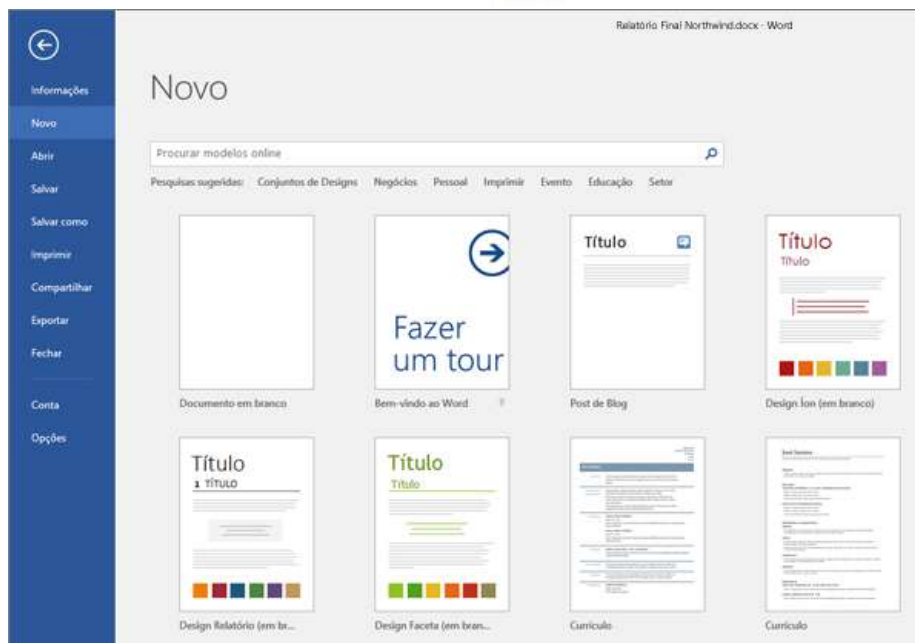 Relatório Final Northwind.docx - Word
Informações
Novo
Abrir
Salvar
Salvar como
Imprimir
Compartilhar
Exportar
Fechar
Conta
Opções
Novo
Procurar modelos online
Pesquisas sugeridas: Conjuntos de Designs Negócios Pessoal Imprimir Evento Educação Setor
Fazer
um tour
Título
Título
Título
Documento em branco
Bem-vindo ao Word
Post de Blog
Design Íon (em branco)
Título
1 TÍTULO
Título
Título
Design Relatório (em br...
Design Faceta (em bran...
Currículo
Currículo